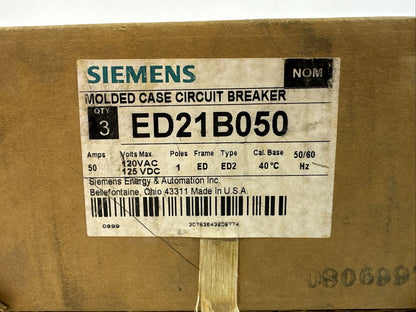 SIEMENS NOM
MOLDED CASE CIRCUIT BREAKER
QTY 3 ED21B050
Amps Volts Max. Poles Frame Type Cal. Base 50/60
50 120VAC 1 ED ED2 40°C Hz
125 VDC
Siemens Energy & Automation Inc.
Bellefontaine, Ohio 43311 Made In U.S.A.
0899